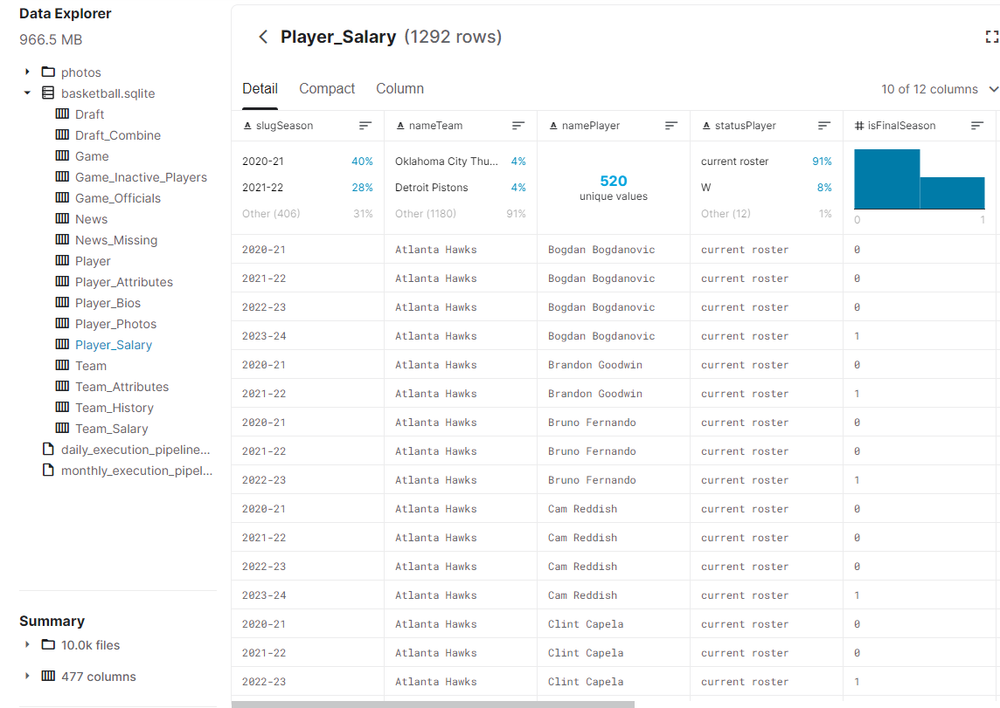 Data Explorer
966.5 MB
photos
basketball.sqlite
Draft
Draft_Combine
Game
Game_Inactive_Players
Game_Officials
News
News_Missing
Player
Player_Attributes
Player_Bios
Player_Photos
Player_Salary
Team
Team_Attributes
Team_History
Team_Salary
daily_execution_pipeline...
monthly_execution_pipel...
Summary
10.0k files
477 columns
Player_Salary (1292 rows)
Detail Compact Column 10 of 12 columns
A slugSeason A nameTeam A namePlayer A statusPlayer # isFinalSeason
2020-21 40% Oklahoma City Thu... 4% 520 unique values current roster 91%
2021-22 28% Detroit Pistons 4% W 8%
Other (406) 31% Other (1180) 91% Other (12) 1% 0 1
2020-21 Atlanta Hawks Bogdan Bogdanovic current roster 0
2021-22 Atlanta Hawks Bogdan Bogdanovic current roster 0
2022-23 Atlanta Hawks Bogdan Bogdanovic current roster 0
2023-24 Atlanta Hawks Bogdan Bogdanovic current roster 1
2020-21 Atlanta Hawks Brandon Goodwin current roster 0
2021-22 Atlanta Hawks Brandon Goodwin current roster 1
2020-21 Atlanta Hawks Bruno Fernando current roster 0
2021-22 Atlanta Hawks Bruno Fernando current roster 0
2022-23 Atlanta Hawks Bruno Fernando current roster 1
2020-21 Atlanta Hawks Cam Reddish current roster 0
2021-22 Atlanta Hawks Cam Reddish current roster 0
2022-23 Atlanta Hawks Cam Reddish current roster 0
2023-24 Atlanta Hawks Cam Reddish current roster 1
2020-21 Atlanta Hawks Clint Capela current roster 0
2021-22 Atlanta Hawks Clint Capela current roster 0
2022-23 Atlanta Hawks Clint Capela current roster 1